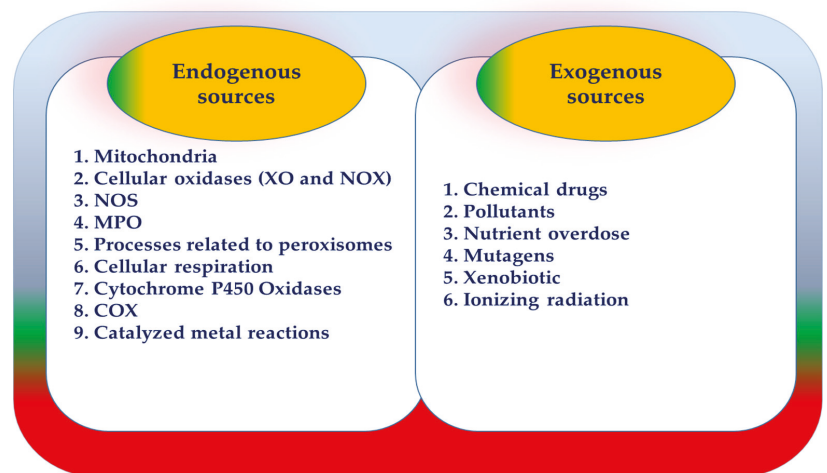 Endogenous
sources
1. Mitochondria
2. Cellular oxidases (XO and NOX)
3. NOS
4. MPO
5. Processes related to peroxisomes
6. Cellular respiration
7. Cytochrome P450 Oxidases
8. COX
9. Catalyzed metal reactions
Exogenous
sources
1. Chemical drugs
2. Pollutants
3. Nutrient overdose
4. Mutagens
5. Xenobiotic
6. Ionizing radiation